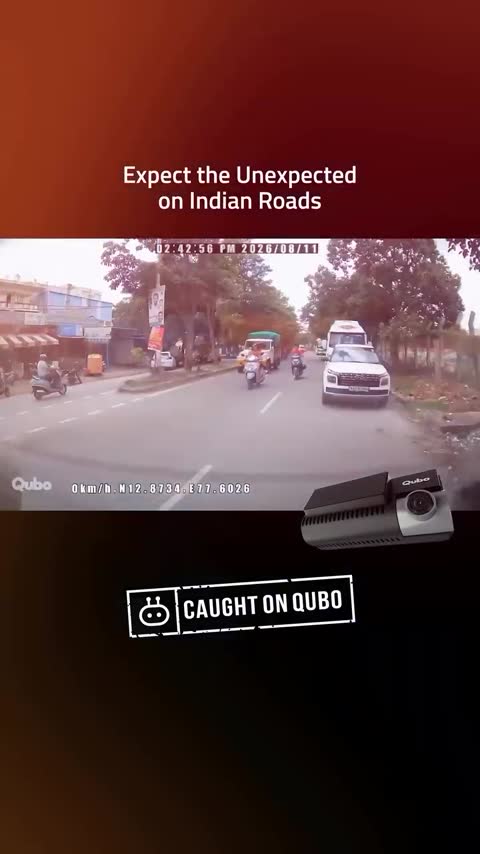 Expect the Unexpected
on Indian Roads
02:42:56 PM 2026/08/11
Qubo
0km/h.N12.8734.E77.6026
Qubo
CAUGHT ON QUBO